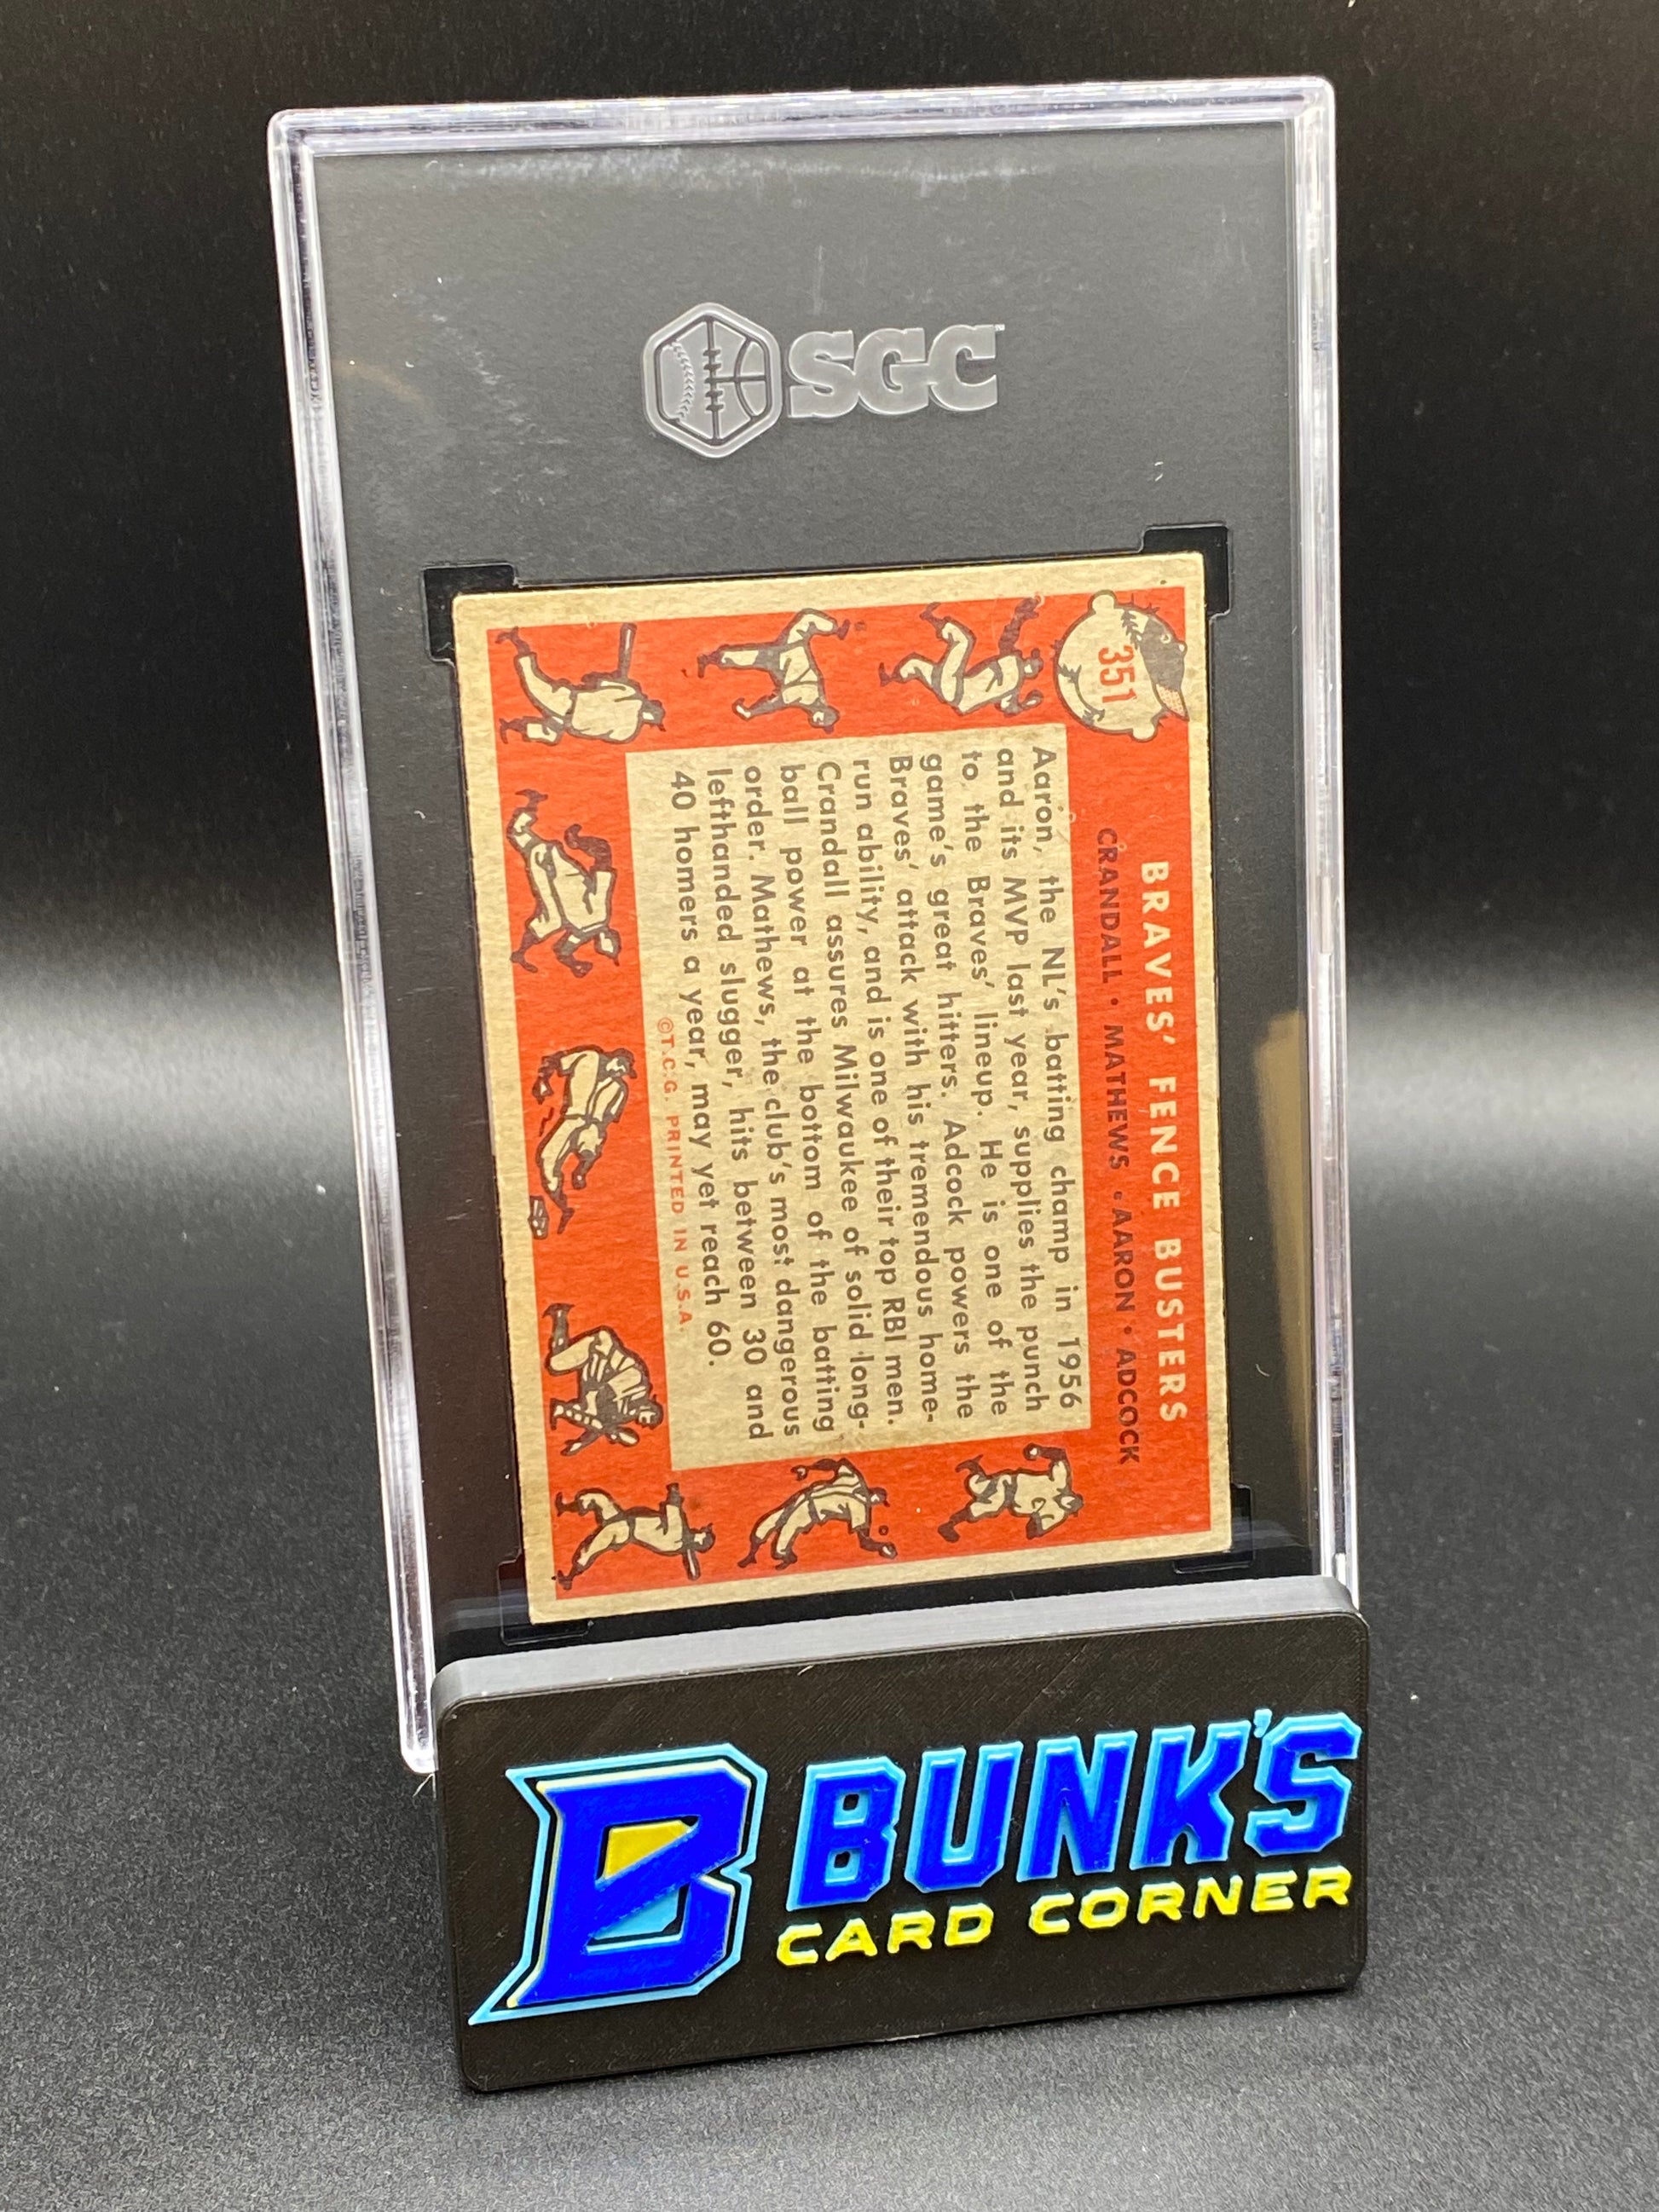 SGC
351
BRAVES' FENCE BUSTERS
CRANDALL • MATHEWS • AARON • ADCOCK
Aaron, the NL's batting champ in 1956
and its MVP last year, supplies the punch
to the Braves' lineup. He is one of the
game's great hitters. Adcock powers the
Braves' attack with his tremendous home-
run ability, and is one of their top RBI men.
Crandall assures Milwaukee of solid long-
ball power at the bottom of the batting
order. Mathews, the club's most dangerous
lefthanded slugger, hits between 30 and
40 homers a year, may yet reach 60.
©T.C.G. PRINTED IN U.S.A.
B BUNK'S
CARD CORNER